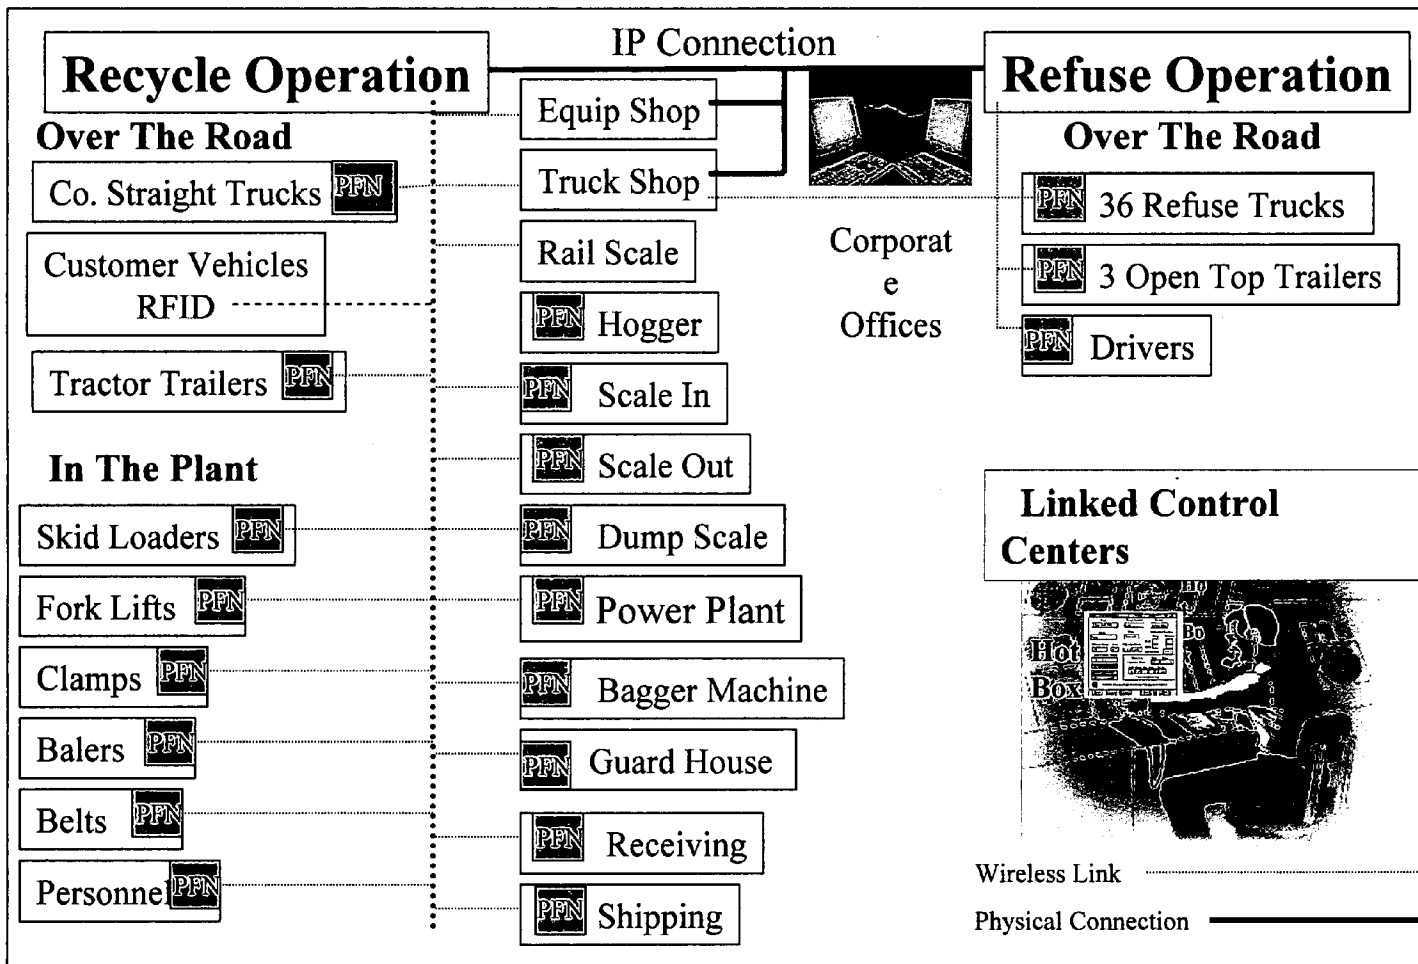 IP Connection
Recycle Operation
Refuse Operation
Over The Road
Co. Straight Trucks PFN
Customer Vehicles
RFID
Tractor Trailers PFN
In The Plant
Skid Loaders PFN
Fork Lifts PFN
Clamps PFN
Balers PFN
Belts PFN
Personnel PFN
Equip Shop
Truck Shop
Rail Scale
PFN Hogger
PFN Scale In
PFN Scale Out
PFN Dump Scale
PFN Power Plant
PFN Bagger Machine
PFN Guard House
PFN Receiving
PFN Shipping
Corporat
e
Offices
Over The Road
PFN 36 Refuse Trucks
PFN 3 Open Top Trailers
PFN Drivers
Linked Control
Centers
Hot
Box
Ho
Bo
Wireless Link
Physical Connection